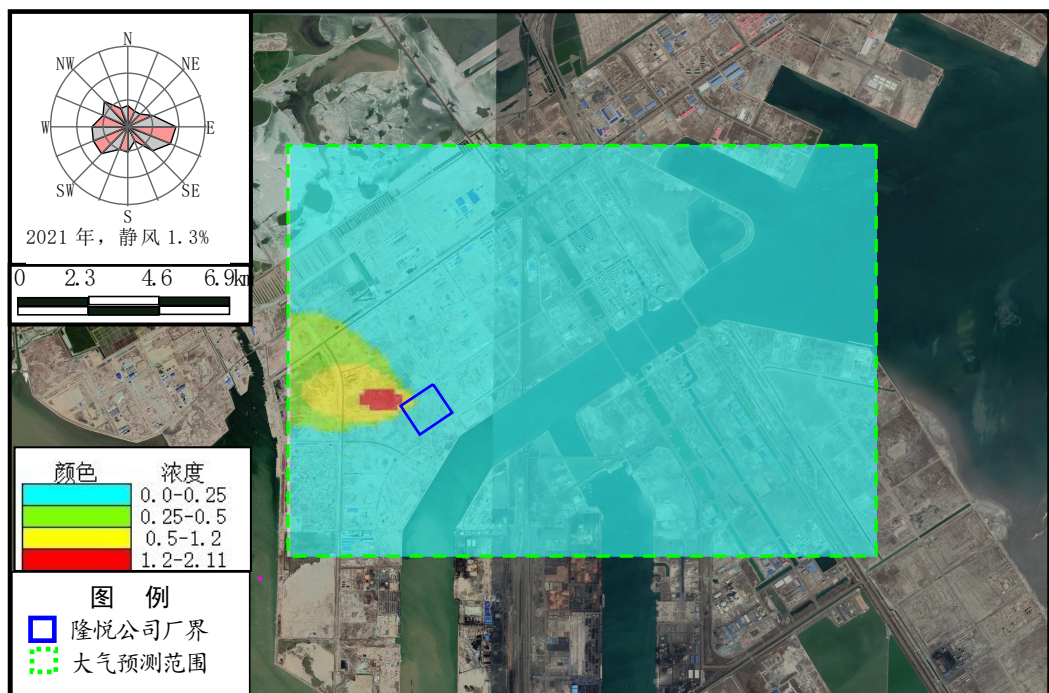 N
NW
NE
W
E
SW
SE
S
2021 年，静风 1.3%
0 2.3 4.6 6.9km
颜色 浓度
0.0-0.25
0.25-0.5
0.5-1.2
1.2-2.11
图 例
隆悦公司厂界
大气预测范围